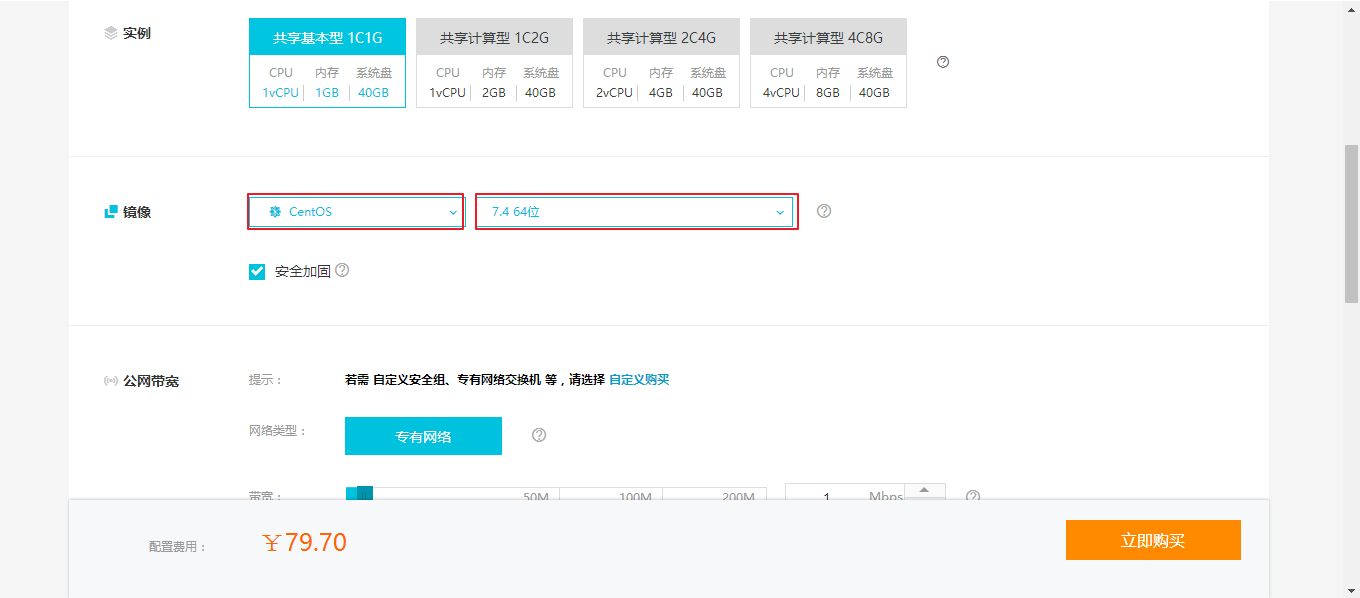 实例
共享基本型 1C1G 共享计算型 1C2G 共享计算型 2C4G 共享计算型 4C8G
CPU 内存 系统盘 CPU 内存 系统盘 CPU 内存 系统盘 CPU 内存 系统盘
1vCPU 1GB 40GB 1vCPU 2GB 40GB 2vCPU 4GB 40GB 4vCPU 8GB 40GB
镜像 CentOS 7.4 64位
安全加固
公网带宽 提示： 若需 自定义安全组、专有网络交换机 等，请选择 自定义购买
网络类型： 专有网络
带宽： 50M 100M 200M 1 Mbps
配置费用： ￥79.70 立即购买